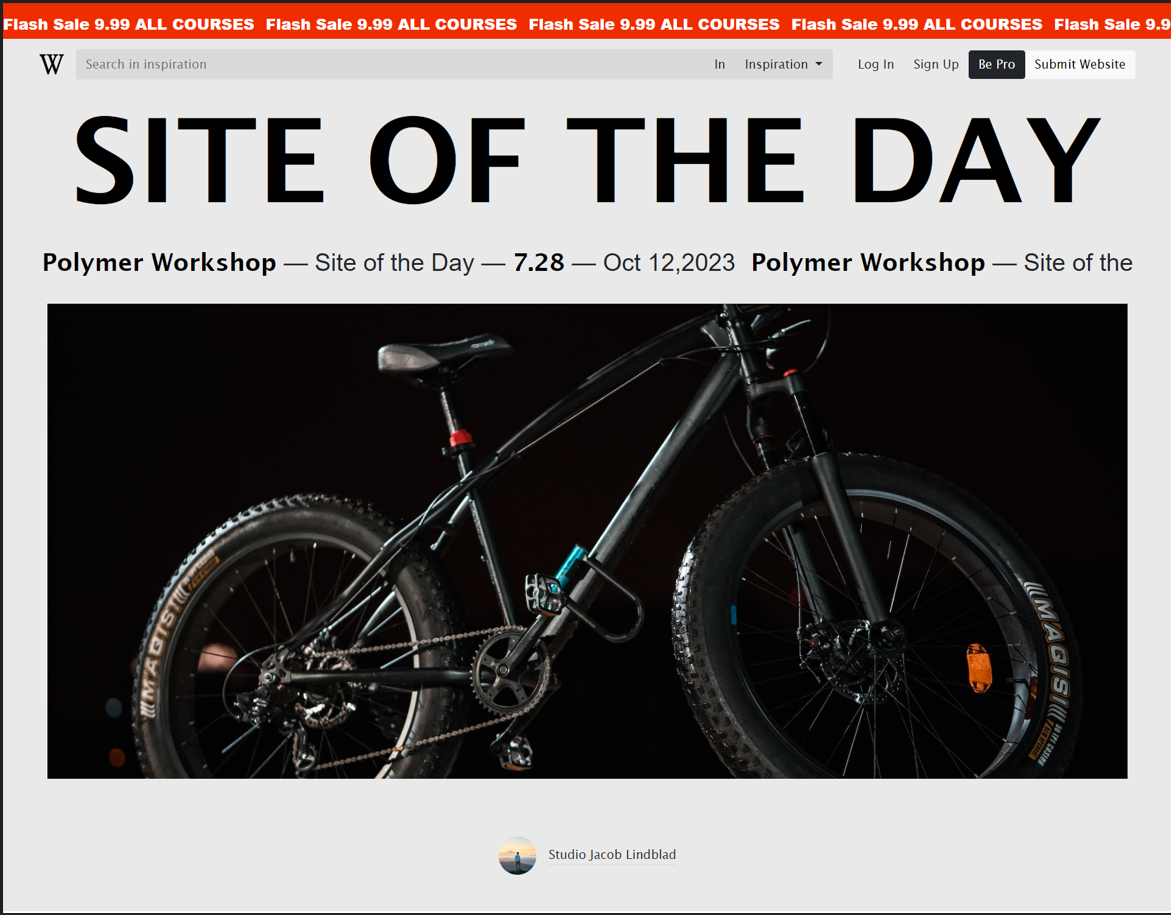 Flash Sale 9.99 ALL COURSES Flash Sale 9.99 ALL COURSES Flash Sale 9.99 ALL COURSES Flash Sale 9.99 ALL COURSES Flash Sale 9.9
W Search in inspiration In Inspiration Log In Sign Up Be Pro Submit Website
SITE OF THE DAY
Polymer Workshop — Site of the Day — 7.28 — Oct 12,2023 Polymer Workshop — Site of the
MAGISI
MAGISI
Studio Jacob Lindblad